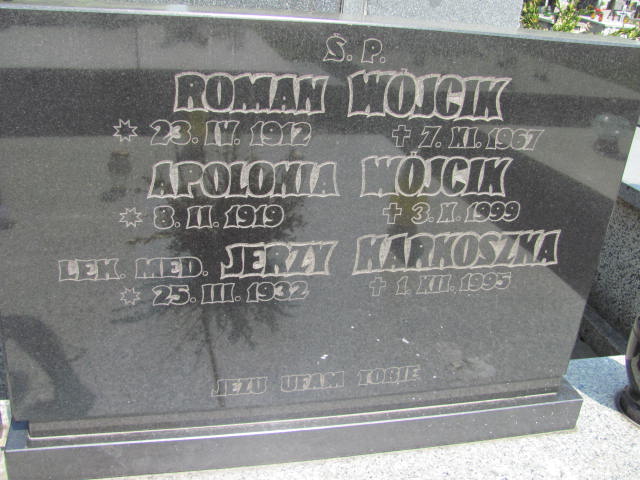 Ś. P.
ROMAN WÓJCIK
23. IV. 1912 7. XI. 1967
APOLONIA WÓJCIK
8. II. 1919 3. X. 1999
LEK. MED. JERZY KARKOSZKA
25. III. 1932 1. XII. 1995
JEZU UFAM TOBIE